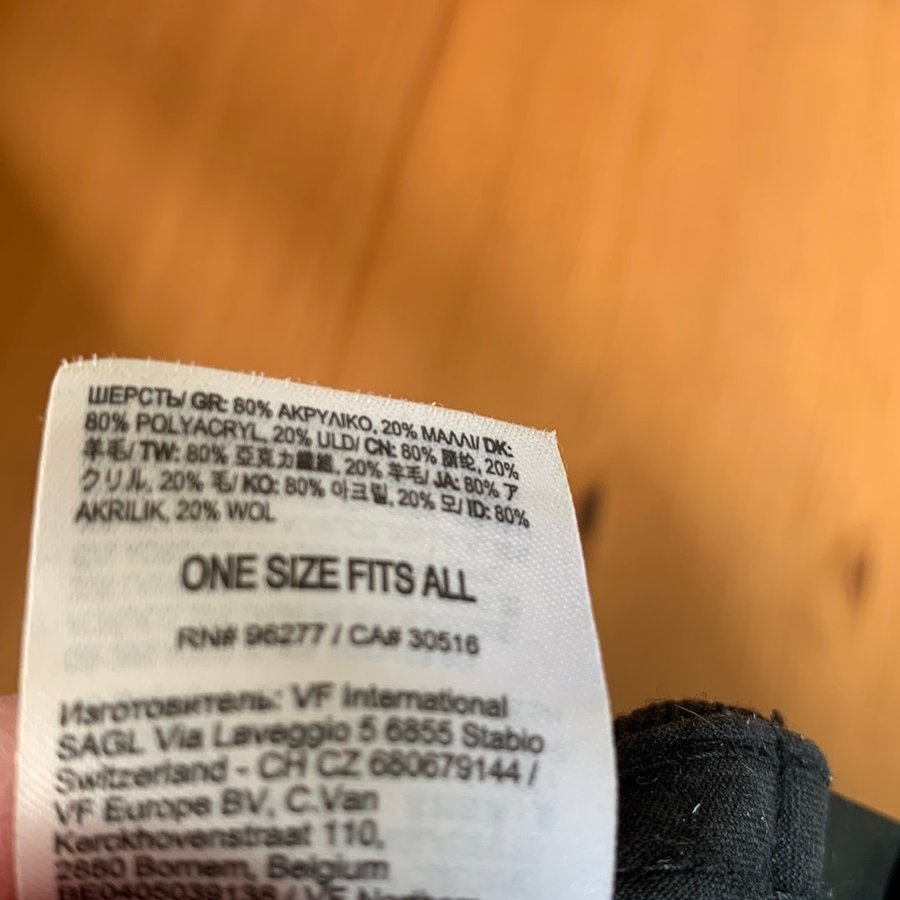 ШЕРСТЬ/ GR: 80% ΑΚΡΥΛΙΚΟ, 20% ΜΑΛΛΙ/ DK:
80% POLYACRYL, 20% ULD/ CN: 80% 腈纶, 20%
羊毛/ TW: 80% 亞克力纖維, 20% 羊毛/ JA: 80% ア
クリル, 20% 毛/ KO: 80% 아크릴, 20% 모/ ID: 80%
AKRILIK, 20% WOL
ONE SIZE FITS ALL
RN# 96277 / CA# 30516
Изготовитель: VF International
SAGL Via Laveggio 5 6855 Stabio
Switzerland - CH CZ 680679144 /
VF Europe BV, C.Van
Kerckhovenstraat 110,
2880 Bornem, Belgium
BE0405039136 / VF Northern